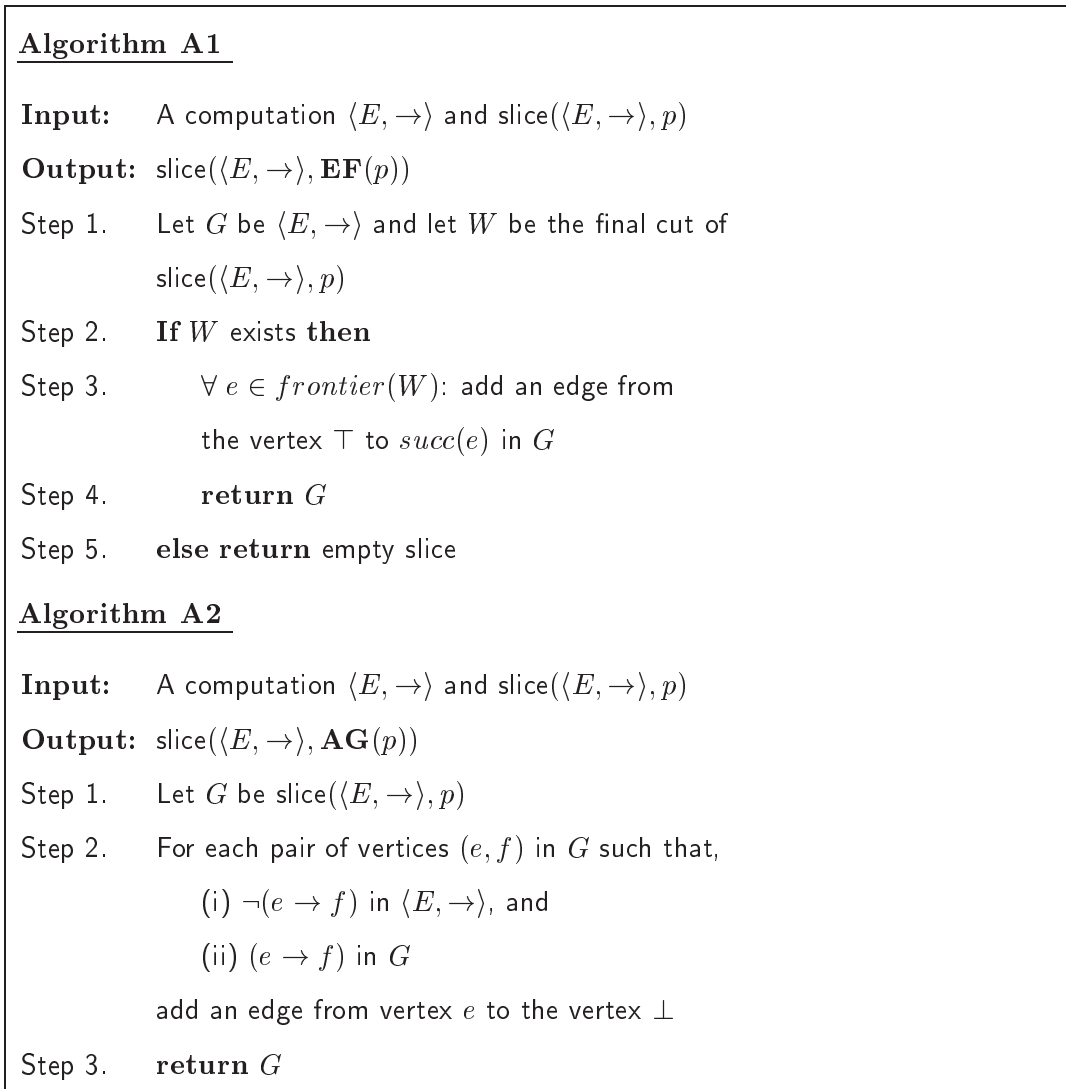 Algorithm A1
Input: A computation ⟨E, →⟩ and slice(⟨E, →⟩, p)
Output: slice(⟨E, →⟩, EF(p))
Step 1. Let G be ⟨E, →⟩ and let W be the final cut of
slice(⟨E, →⟩, p)
Step 2. If W exists then
Step 3. ∀ e ∈ frontier(W): add an edge from
the vertex ⊤ to succ(e) in G
Step 4. return G
Step 5. else return empty slice
Algorithm A2
Input: A computation ⟨E, →⟩ and slice(⟨E, →⟩, p)
Output: slice(⟨E, →⟩, AG(p))
Step 1. Let G be slice(⟨E, →⟩, p)
Step 2. For each pair of vertices (e, f) in G such that,
(i) ¬(e → f) in ⟨E, →⟩, and
(ii) (e → f) in G
add an edge from vertex e to the vertex ⊥
Step 3. return G